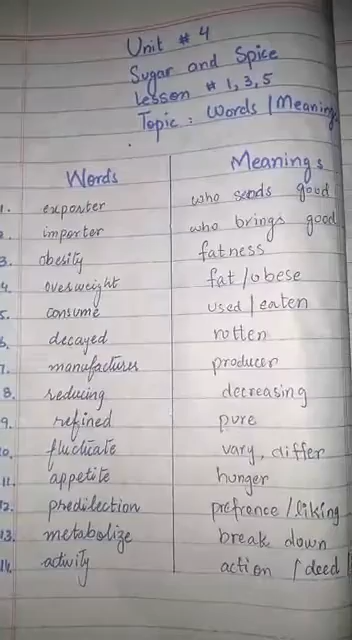 Unit # 4
Sugar and Spice
Lesson # 1, 3, 5
Topic : Words / Meanings
Words Meanings
1. exporter who sends good
2. importer who brings good
3. obesity fatness
4. overweight fat / obese
5. consume used / eaten
6. decayed rotten
7. manufactures producer
8. reducing decreasing
9. refined pure
10. fluctuate vary, differ
11. appetite hunger
12. predilection prefrence / liking
13. metabolize break down
14. activity action / deed